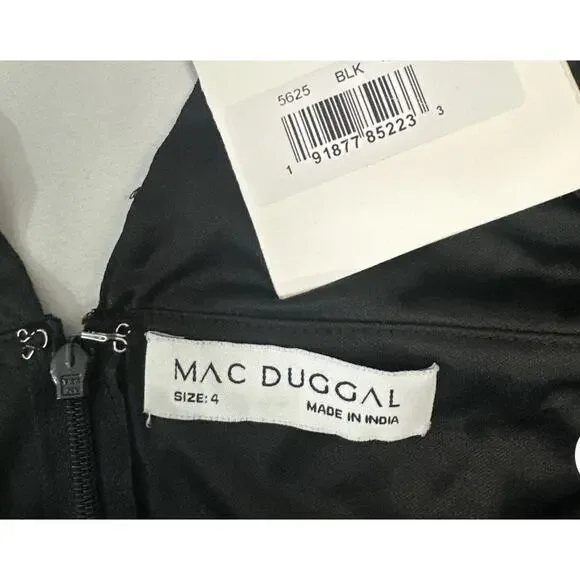 5625 BLK
1 91877 85223 3
MAC DUGGAL
SIZE: 4
MADE IN INDIA